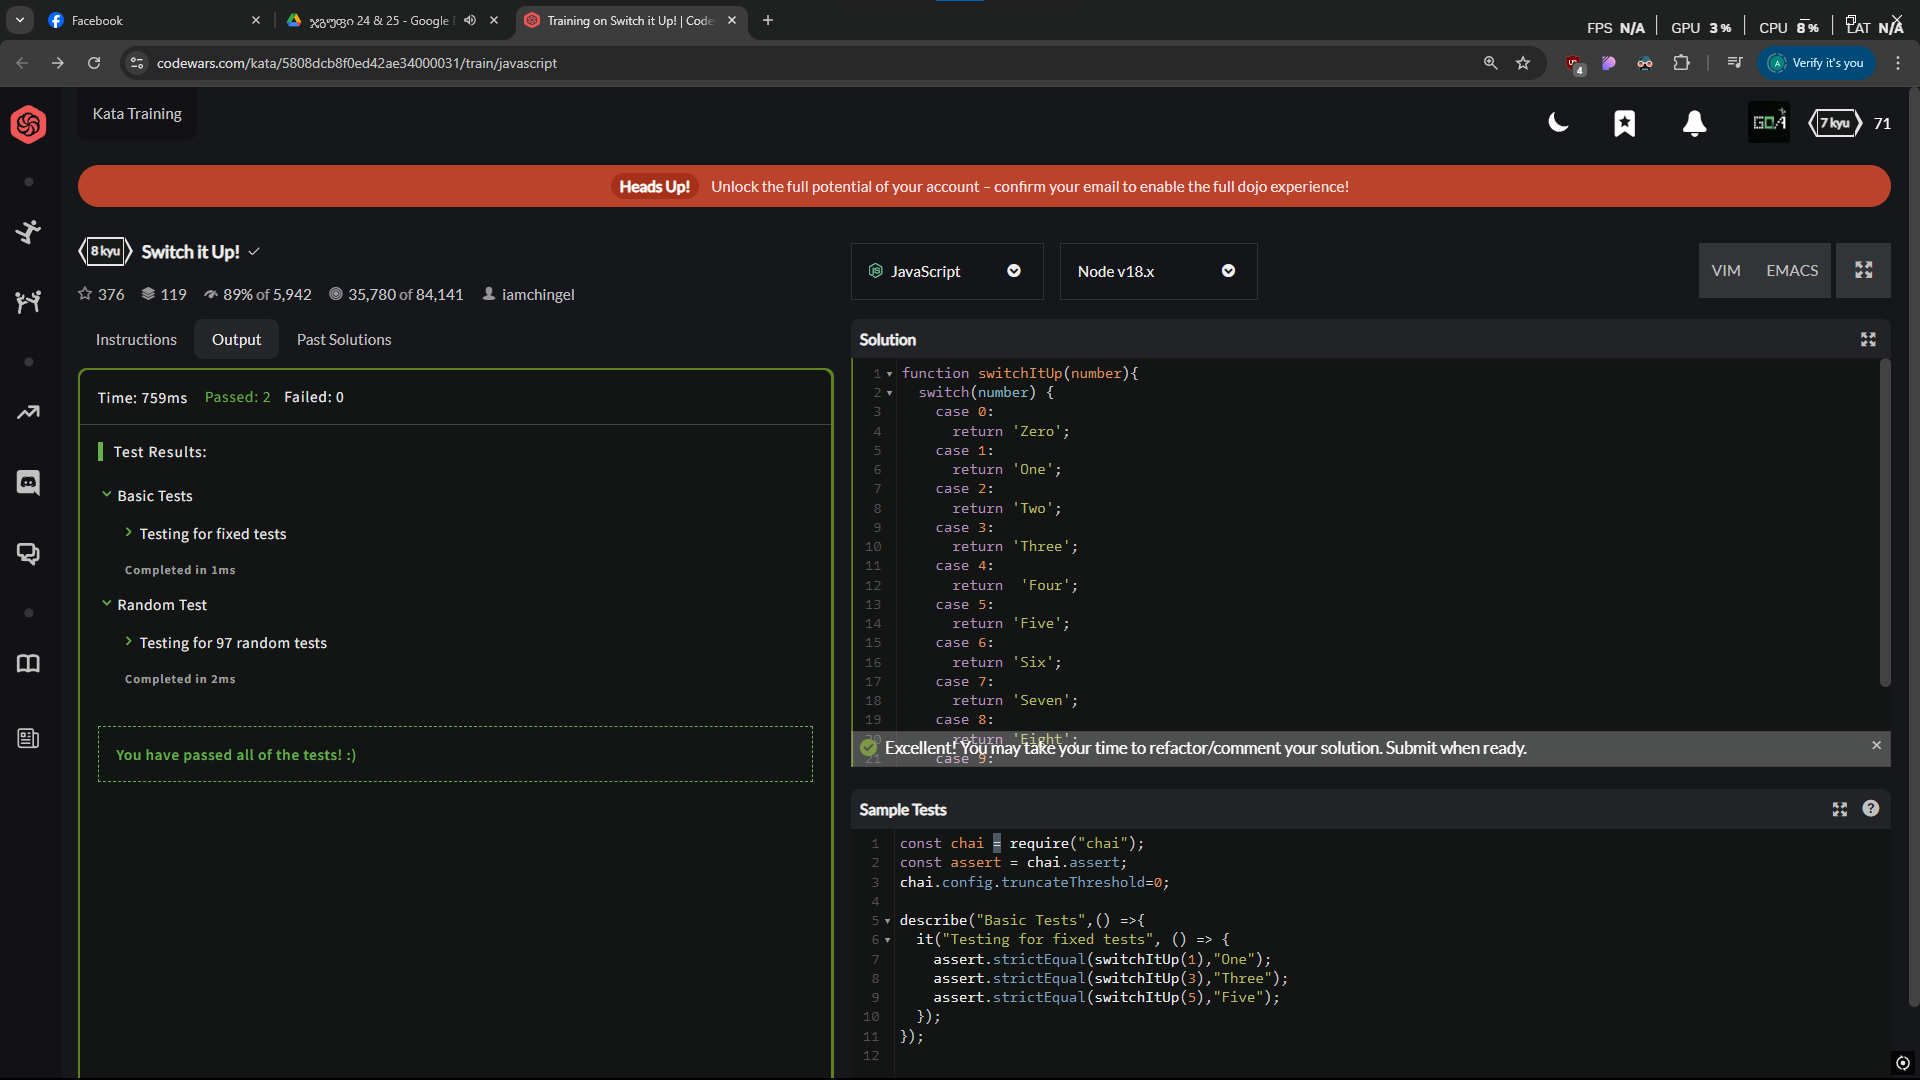 Facebook
ჯგუფი 24 & 25 - Google D
Training on Switch it Up! | Code
FPS N/A GPU 3% CPU 8% LAT N/A
codewars.com/kata/5808dcb8f0ed42ae34000031/train/javascript
4
Verify it's you
Kata Training
GOA
7 kyu
71
Heads Up! Unlock the full potential of your account – confirm your email to enable the full dojo experience!
8 kyu Switch it Up!
376 119 89% of 5,942 35,780 of 84,141 iamchingel
JavaScript
Node v18.x
VIM EMACS
Instructions Output Past Solutions
Time: 759ms Passed: 2 Failed: 0
Test Results:
Basic Tests
Testing for fixed tests
Completed in 1ms
Random Test
Testing for 97 random tests
Completed in 2ms
You have passed all of the tests! :)
Solution
1 function switchItUp(number){
2 switch(number) {
3 case 0:
4 return 'Zero';
5 case 1:
6 return 'One';
7 case 2:
8 return 'Two';
9 case 3:
10 return 'Three';
11 case 4:
12 return  'Four';
13 case 5:
14 return 'Five';
15 case 6:
16 return 'Six';
17 case 7:
18 return 'Seven';
19 case 8:
20 return 'Eight';
Excellent! You may take your time to refactor/comment your solution. Submit when ready.
21 case 9:
Sample Tests
1 const chai = require("chai");
2 const assert = chai.assert;
3 chai.config.truncateThreshold=0;
4
5 describe("Basic Tests",() =>{
6 it("Testing for fixed tests", () => {
7 assert.strictEqual(switchItUp(1),"One");
8 assert.strictEqual(switchItUp(3),"Three");
9 assert.strictEqual(switchItUp(5),"Five");
10 });
11 });
12